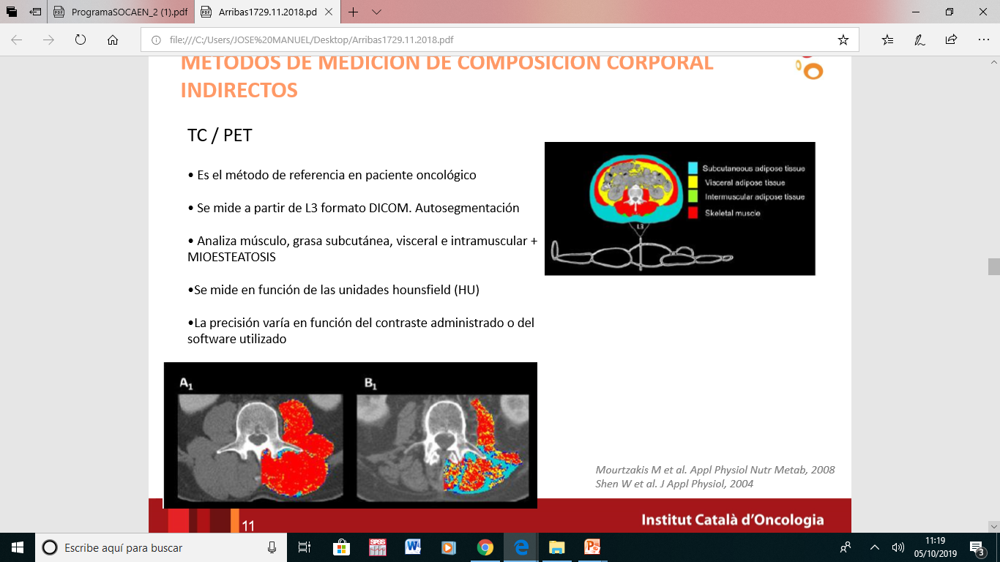 ProgramaSOCAEN_2 (1).pdf
Arribas1729.11.2018.pd
file:///C:/Users/JOSE%20MANUEL/Desktop/Arribas1729.11.2018.pdf
METODOS DE MEDICION DE COMPOSICION CORPORAL
INDIRECTOS
TC / PET
• Es el método de referencia en paciente oncológico
• Se mide a partir de L3 formato DICOM. Autosegmentación
• Analiza músculo, grasa subcutánea, visceral e intramuscular +
MIOESTEATOSIS
•Se mide en función de las unidades hounsfield (HU)
•La precisión varía en función del contraste administrado o del
software utilizado
Subcutaneous adipose tissue
Visceral adipose tissue
Intermuscular adipose tissue
Skeletal muscle
L3
A1
B1
Mourtzakis M et al. Appl Physiol Nutr Metab, 2008
Shen W et al. J Appl Physiol, 2004
11
Institut Català d'Oncologia
Escribe aquí para buscar
11:19
05/10/2019
3